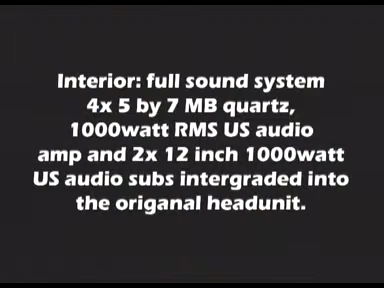 Interior: full sound system
4x 5 by 7 MB quartz,
1000watt RMS US audio
amp and 2x 12 inch 1000watt
US audio subs intergraded into
the origanal headunit.